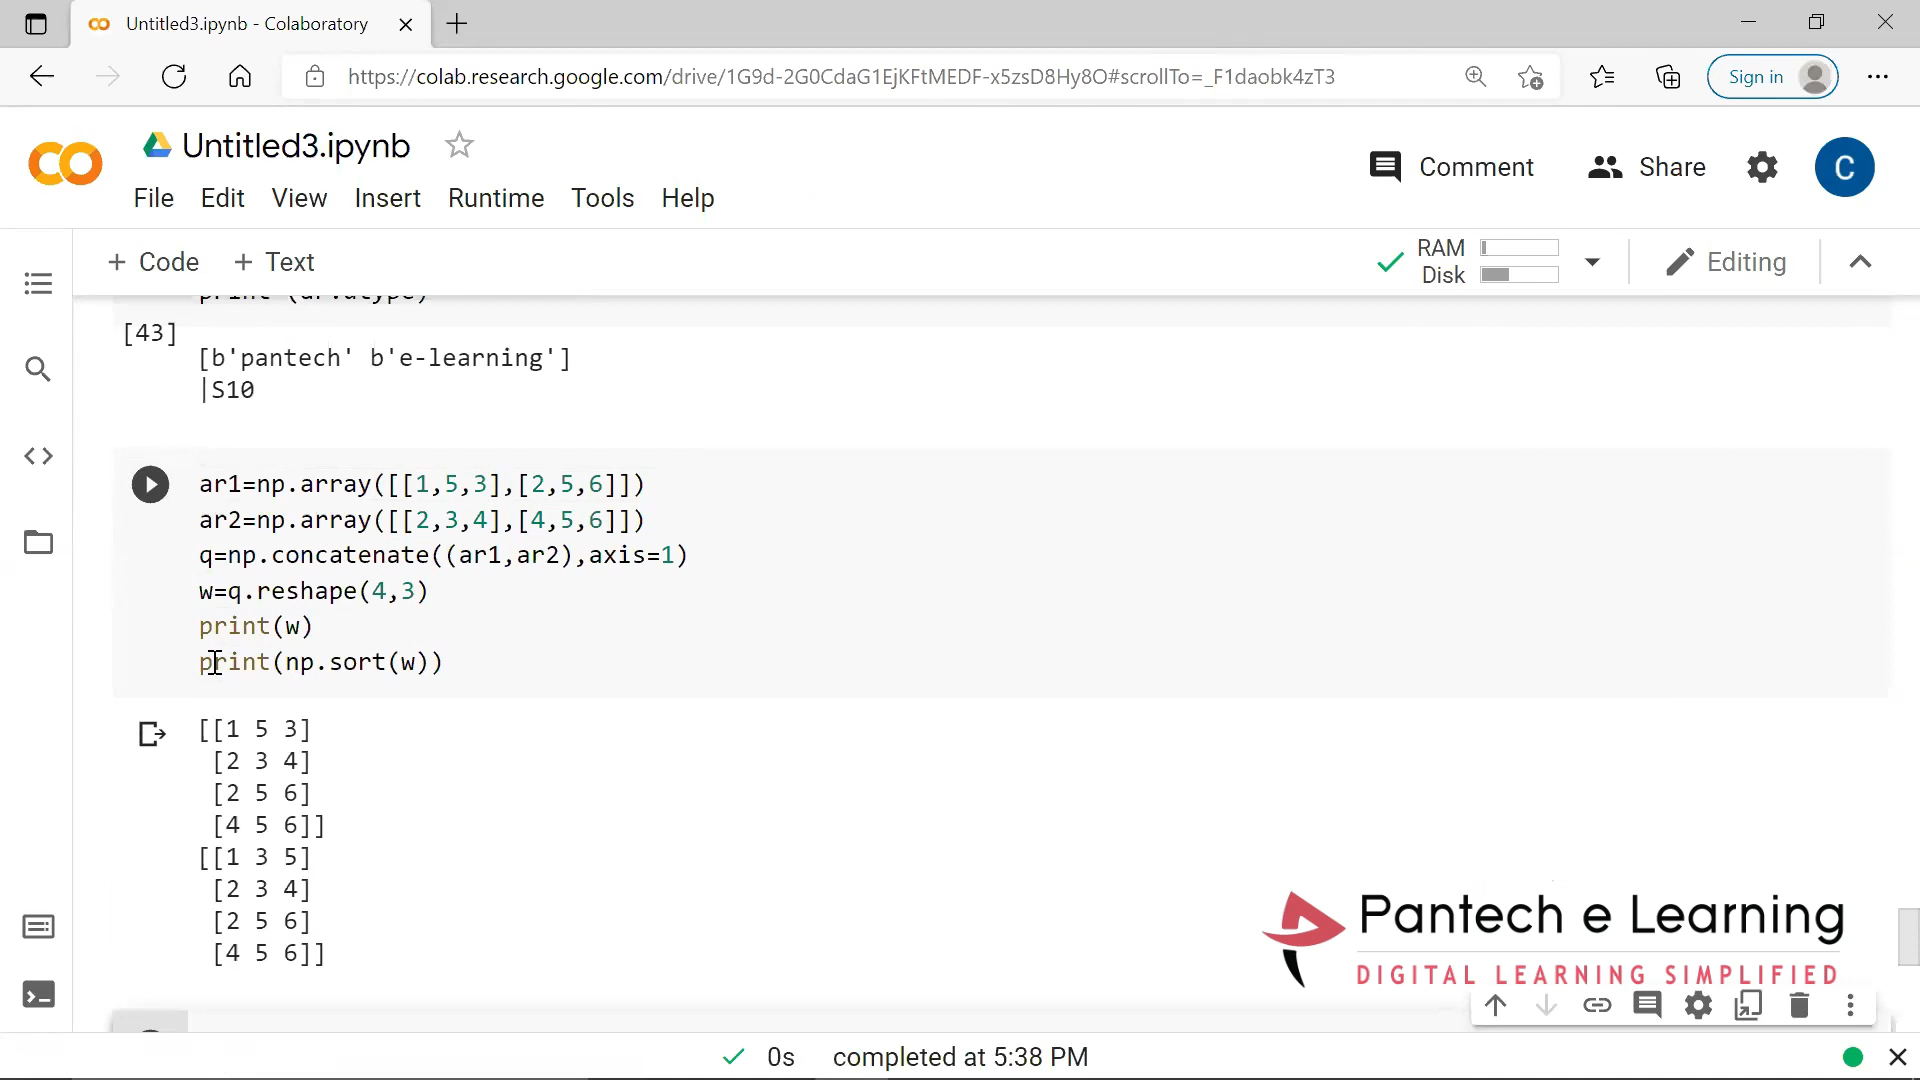 Untitled3.ipynb - Colaboratory
https://colab.research.google.com/drive/1G9d-2G0CdaG1EjKFtMEDF-x5zsD8Hy8O#scrollTo=_F1daobk4zT3
Sign in
Untitled3.ipynb
Comment
Share
C
File Edit View Insert Runtime Tools Help
+ Code + Text
RAM
Disk
Editing
print (ar.dtype)
[43]
[b'pantech' b'e-learning']
|S10
ar1=np.array([[1,5,3],[2,5,6]])
ar2=np.array([[2,3,4],[4,5,6]])
q=np.concatenate((ar1,ar2),axis=1)
w=q.reshape(4,3)
print(w)
print(np.sort(w))
[[1 5 3]
[2 3 4]
[2 5 6]
[4 5 6]]
[[1 3 5]
[2 3 4]
[2 5 6]
[4 5 6]]
Pantech e Learning
DIGITAL LEARNING SIMPLIFIED
0s completed at 5:38 PM